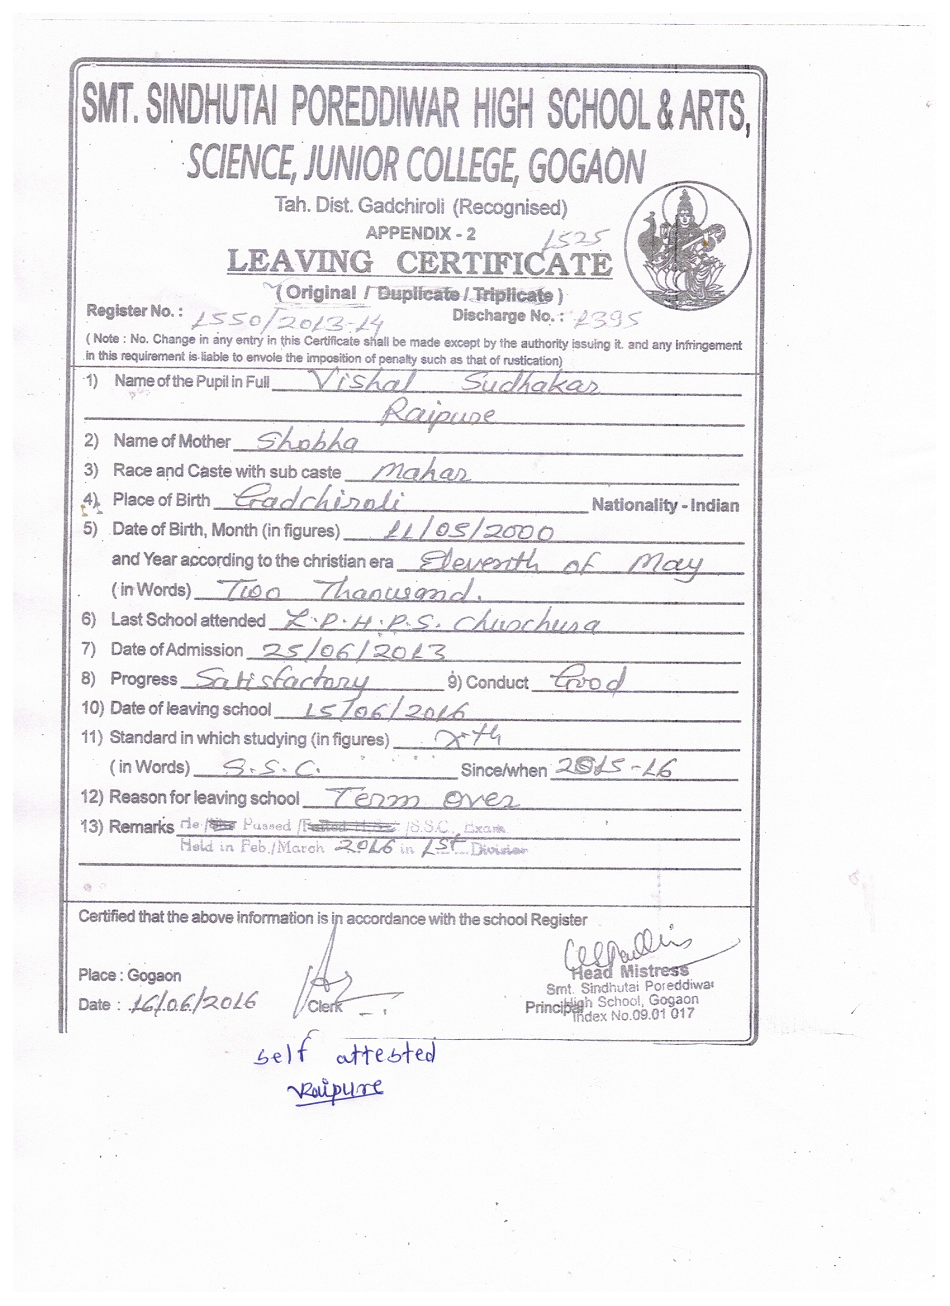 SMT. SINDHUTAI POREDDIWAR HIGH SCHOOL & ARTS,
SCIENCE, JUNIOR COLLEGE, GOGAON
Tah. Dist. Gadchiroli (Recognised)
APPENDIX - 2
1525
LEAVING CERTIFICATE
(Original / Duplicate / Triplicate)
Register No. : 1550/2013-14 Discharge No. : 1395
( Note : No. Change in any entry in this Certificate shall be made except by the authority issuing it. and any Infringement
in this requirement is liable to envole the imposition of penalty such as that of rustication)
1) Name of the Pupil in Full Vishal Sudhakar
Raipure
2) Name of Mother Shobha
3) Race and Caste with sub caste Mahar
4) Place of Birth Gadchiroli Nationality - Indian
5) Date of Birth, Month (in figures) 11/05/2000
and Year according to the christian era Eleventh of May
( in Words) Two Thanusand.
6) Last School attended Z.P.H.P.S. Churchura
7) Date of Admission 25/06/2013
8) Progress Satisfactory 9) Conduct Good
10) Date of leaving school 15/06/2016
11) Standard in which studying (in figures) Xth
( in Words) S.S.C. Since/when 2015-16
12) Reason for leaving school Term over
13) Remarks He/She Passed /Failed H.S.C /S.S.C. Exam
Held in Feb./March 2016 in 1st Division
Certified that the above information is in accordance with the school Register
Place : Gogaon
Head Mistress
Smt. Sindhutai Poreddiwar
Date : 16/06/2016 Clerk Principal High School, Gogaon
Index No.09.01 017
self attested
Raipure